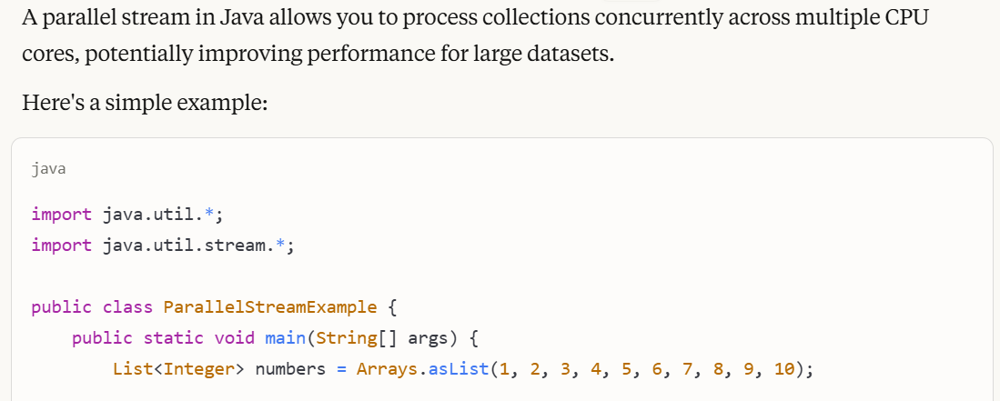 A parallel stream in Java allows you to process collections concurrently across multiple CPU
cores, potentially improving performance for large datasets.
Here's a simple example:
java
import java.util.*;
import java.util.stream.*;
public class ParallelStreamExample {
    public static void main(String[] args) {
        List<Integer> numbers = Arrays.asList(1, 2, 3, 4, 5, 6, 7, 8, 9, 10);